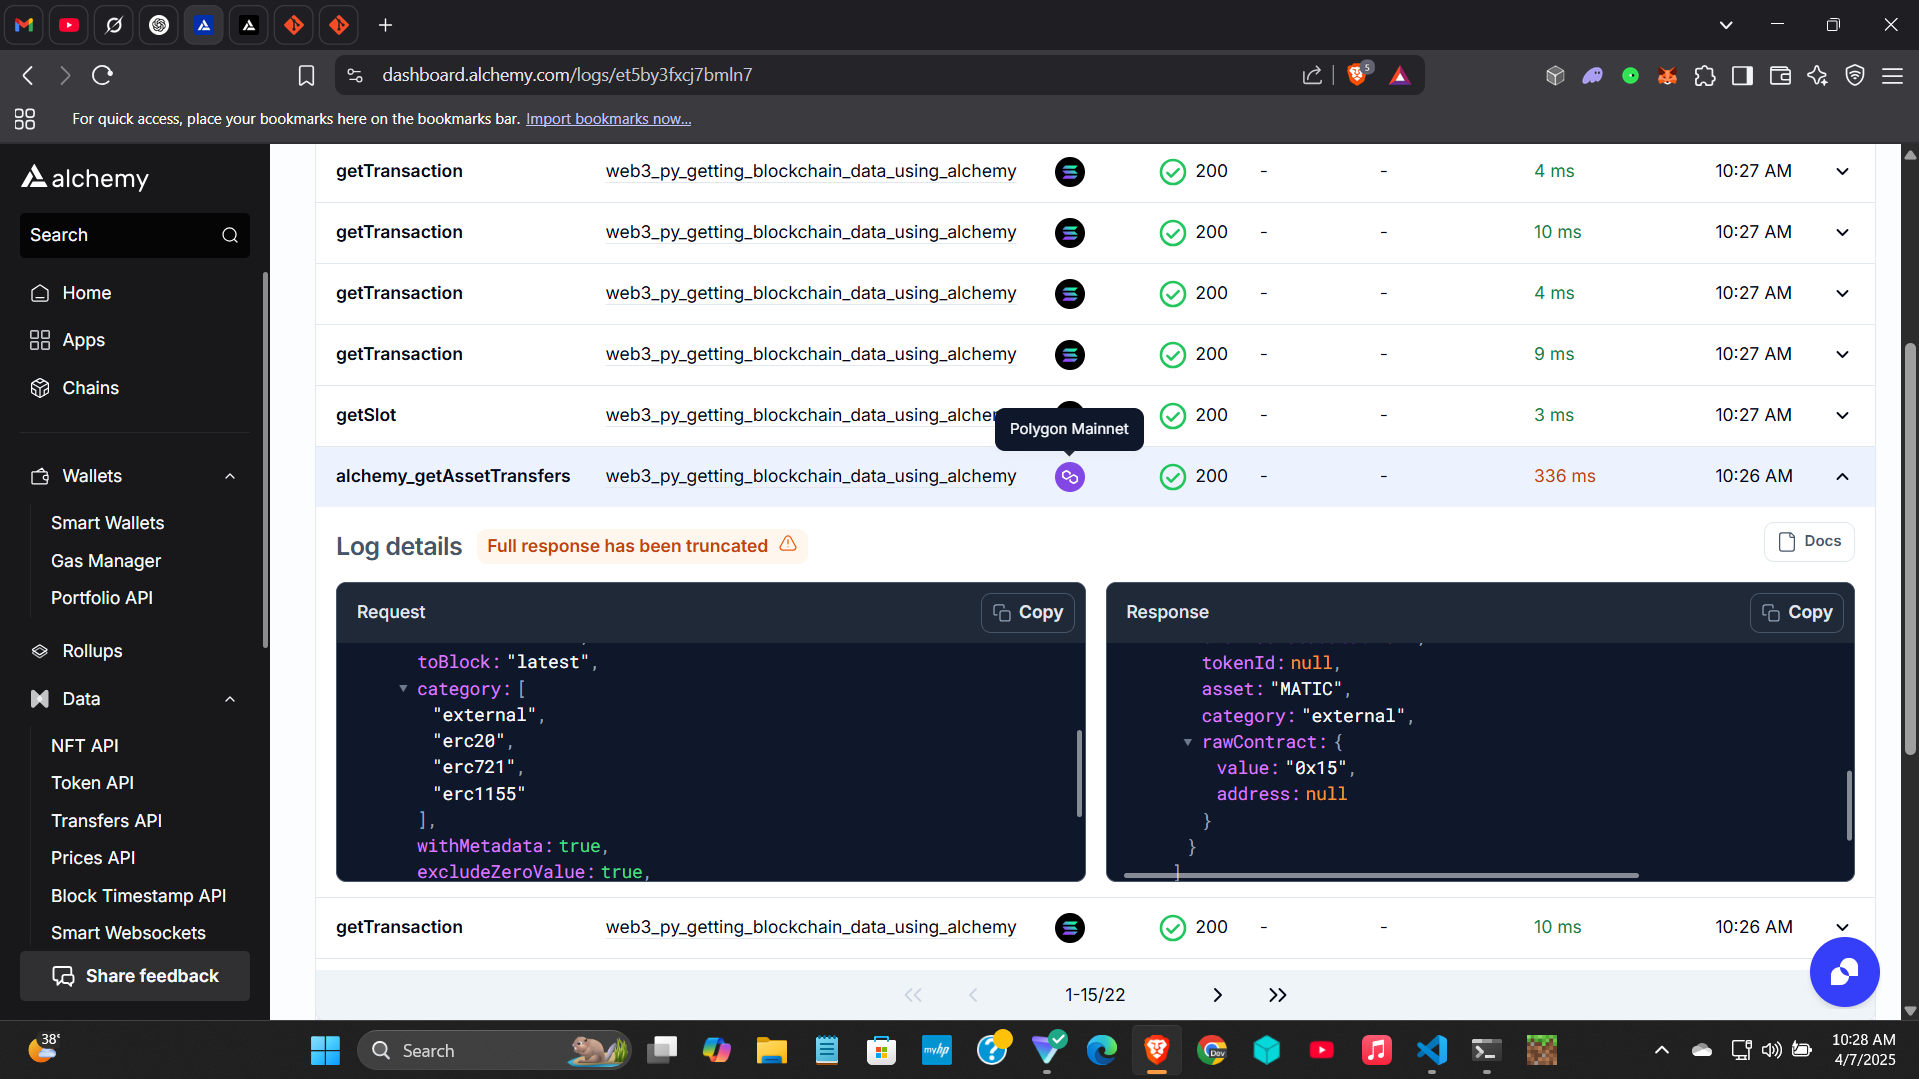 dashboard.alchemy.com/logs/et5by3fxcj7bmln7
5
For quick access, place your bookmarks here on the bookmarks bar. Import bookmarks now...
alchemy
Search
Home
Apps
Chains
Wallets
Smart Wallets
Gas Manager
Portfolio API
Rollups
Data
NFT API
Token API
Transfers API
Prices API
Block Timestamp API
Smart Websockets
Share feedback
getTransaction web3_py_getting_blockchain_data_using_alchemy 200 - - 4 ms 10:27 AM
getTransaction web3_py_getting_blockchain_data_using_alchemy 200 - - 10 ms 10:27 AM
getTransaction web3_py_getting_blockchain_data_using_alchemy 200 - - 4 ms 10:27 AM
getTransaction web3_py_getting_blockchain_data_using_alchemy 200 - - 9 ms 10:27 AM
getSlot web3_py_getting_blockchain_data_using_alche 200 - - 3 ms 10:27 AM
Polygon Mainnet
alchemy_getAssetTransfers web3_py_getting_blockchain_data_using_alchemy 200 - - 336 ms 10:26 AM
Log details Full response has been truncated Docs
Request Copy
toBlock: "latest",
category: [
"external",
"erc20",
"erc721",
"erc1155"
],
withMetadata: true,
excludeZeroValue: true,
Response Copy
tokenId: null,
asset: "MATIC",
category: "external",
rawContract: {
value: "0x15",
address: null
}
}
]
getTransaction web3_py_getting_blockchain_data_using_alchemy 200 - - 10 ms 10:26 AM
1-15/22
38°
Search
myhp
Dev
10:28 AM
4/7/2025